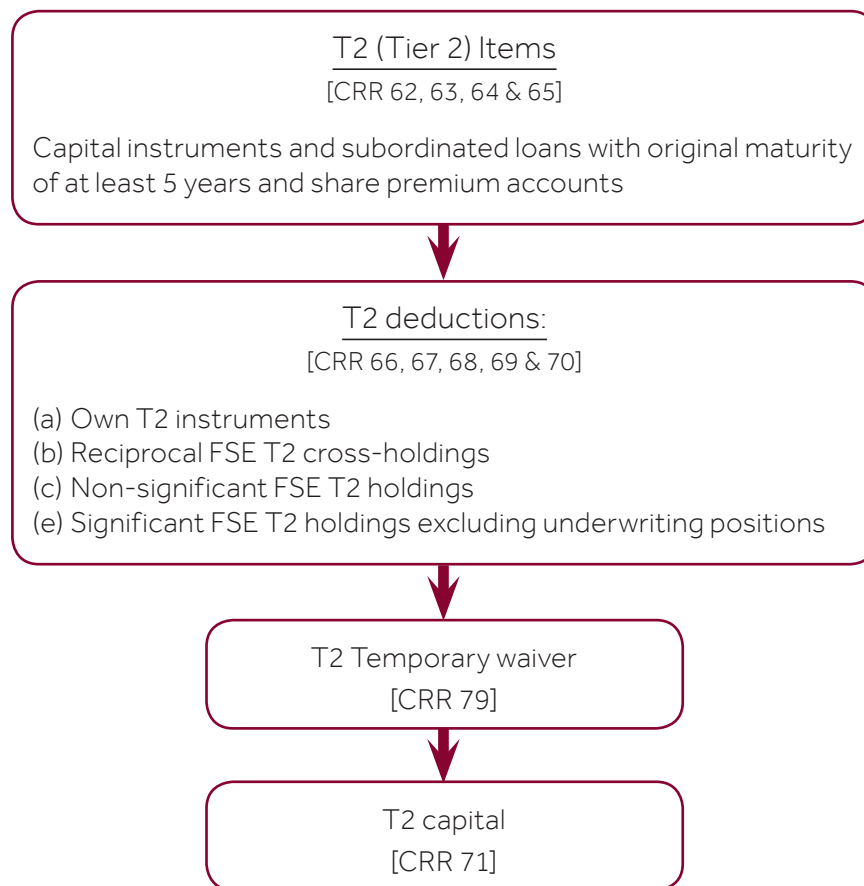 T2 (Tier 2) Items
[CRR 62, 63, 64 & 65]
Capital instruments and subordinated loans with original maturity
of at least 5 years and share premium accounts
T2 deductions:
[CRR 66, 67, 68, 69 & 70]
(a) Own T2 instruments
(b) Reciprocal FSE T2 cross-holdings
(c) Non-significant FSE T2 holdings
(e) Significant FSE T2 holdings excluding underwriting positions
T2 Temporary waiver
[CRR 79]
T2 capital
[CRR 71]